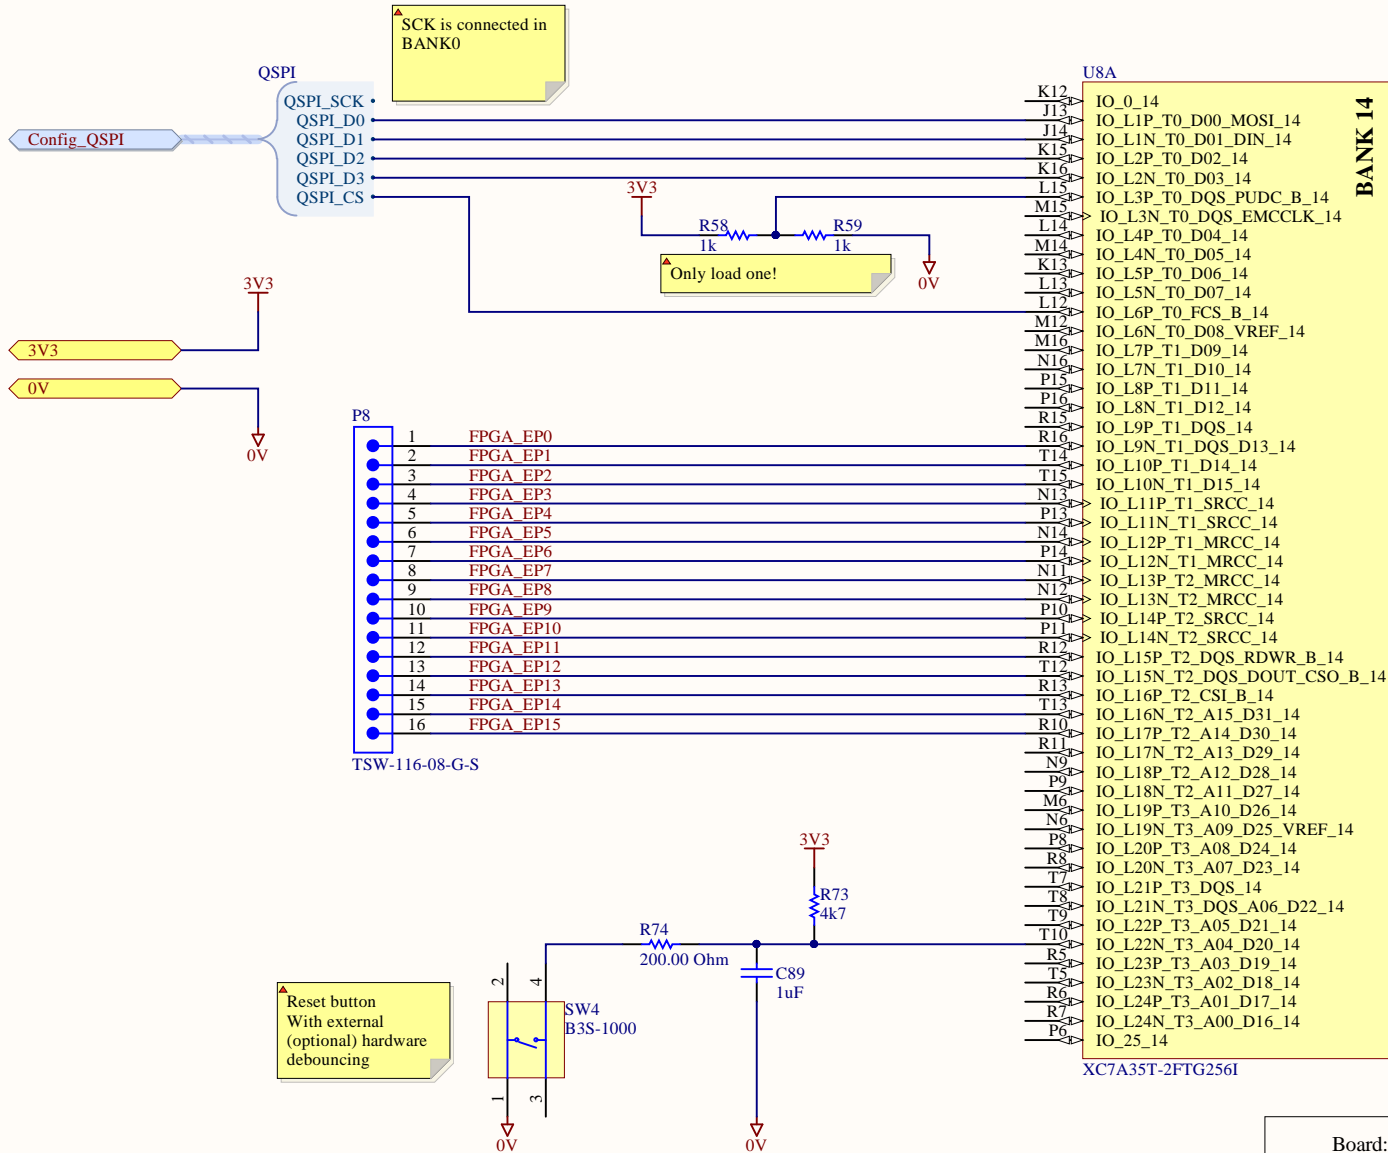 SCK is connected in
BANK0
QSPI
QSPI_SCK
QSPI_D0
QSPI_D1
QSPI_D2
QSPI_D3
QSPI_CS
Config_QSPI
3V3
R58
1k
R59
1k
Only load one!
0V
3V3
3V3
0V
0V
P8
1 FPGA_EP0
2 FPGA_EP1
3 FPGA_EP2
4 FPGA_EP3
5 FPGA_EP4
6 FPGA_EP5
7 FPGA_EP6
8 FPGA_EP7
9 FPGA_EP8
10 FPGA_EP9
11 FPGA_EP10
12 FPGA_EP11
13 FPGA_EP12
14 FPGA_EP13
15 FPGA_EP14
16 FPGA_EP15
TSW-116-08-G-S
U8A
BANK 14
K12 IO_0_14
J13 IO_L1P_T0_D00_MOSI_14
J14 IO_L1N_T0_D01_DIN_14
K15 IO_L2P_T0_D02_14
K16 IO_L2N_T0_D03_14
L15 IO_L3P_T0_DQS_PUDC_B_14
M15 IO_L3N_T0_DQS_EMCCLK_14
L14 IO_L4P_T0_D04_14
M14 IO_L4N_T0_D05_14
K13 IO_L5P_T0_D06_14
L13 IO_L5N_T0_D07_14
L12 IO_L6P_T0_FCS_B_14
M12 IO_L6N_T0_D08_VREF_14
M16 IO_L7P_T1_D09_14
N16 IO_L7N_T1_D10_14
P15 IO_L8P_T1_D11_14
P16 IO_L8N_T1_D12_14
R15 IO_L9P_T1_DQS_14
R16 IO_L9N_T1_DQS_D13_14
T14 IO_L10P_T1_D14_14
T15 IO_L10N_T1_D15_14
N13 IO_L11P_T1_SRCC_14
P13 IO_L11N_T1_SRCC_14
N14 IO_L12P_T1_MRCC_14
P14 IO_L12N_T1_MRCC_14
N11 IO_L13P_T2_MRCC_14
N12 IO_L13N_T2_MRCC_14
P10 IO_L14P_T2_SRCC_14
P11 IO_L14N_T2_SRCC_14
R12 IO_L15P_T2_DQS_RDWR_B_14
T12 IO_L15N_T2_DQS_DOUT_CSO_B_14
R13 IO_L16P_T2_CSI_B_14
T13 IO_L16N_T2_A15_D31_14
R10 IO_L17P_T2_A14_D30_14
R11 IO_L17N_T2_A13_D29_14
N9 IO_L18P_T2_A12_D28_14
P9 IO_L18N_T2_A11_D27_14
M6 IO_L19P_T3_A10_D26_14
N6 IO_L19N_T3_A09_D25_VREF_14
P8 IO_L20P_T3_A08_D24_14
R8 IO_L20N_T3_A07_D23_14
T7 IO_L21P_T3_DQS_14
T8 IO_L21N_T3_DQS_A06_D22_14
T9 IO_L22P_T3_A05_D21_14
T10 IO_L22N_T3_A04_D20_14
R5 IO_L23P_T3_A03_D19_14
T5 IO_L23N_T3_A02_D18_14
R6 IO_L24P_T3_A01_D17_14
R7 IO_L24N_T3_A00_D16_14
P6 IO_25_14
XC7A35T-2FTG256I
3V3
R73
4k7
R74
200.00 Ohm
C89
1uF
2
4
SW4
B3S-1000
1
3
0V
0V
Reset button
With external
(optional) hardware
debouncing
Board: